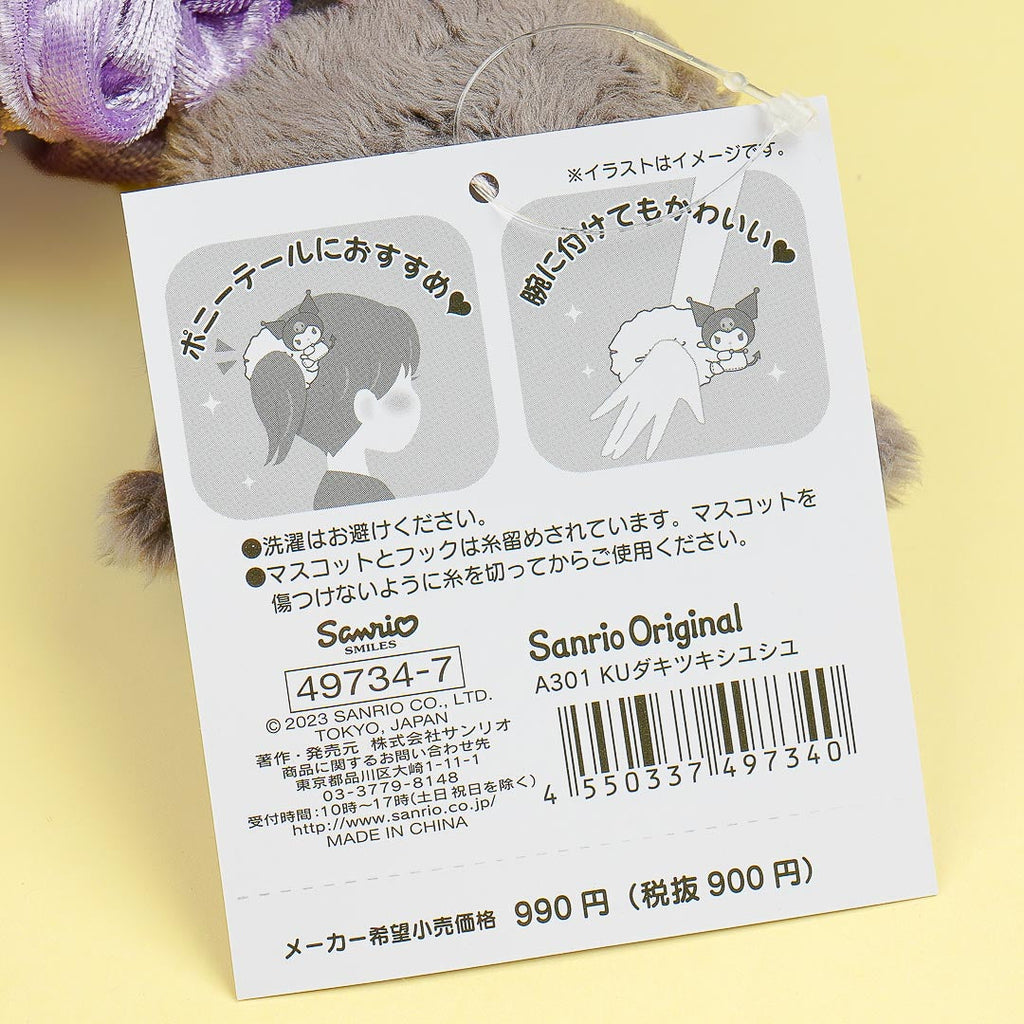 ※イラストはイメージです。
ポニーテールにおすすめ♥
腕に付けてもかわいい♥
●洗濯はお避けください。
●マスコットとフックは糸留めされています。マスコットを
傷つけないように糸を切ってからご使用ください。
Sanrio
SMILES
49734-7
© 2023 SANRIO CO., LTD.
TOKYO, JAPAN
著作・発売元 株式会社サンリオ
商品に関するお問い合わせ先
東京都品川区大崎1-11-1
03-3779-8148
受付時間:10時～17時(土日祝日を除く)
http://www.sanrio.co.jp/
MADE IN CHINA
Sanrio Original
A301 KUダキツキシユシユ
4 550337 497340
メーカー希望小売価格 990円（税抜900円）